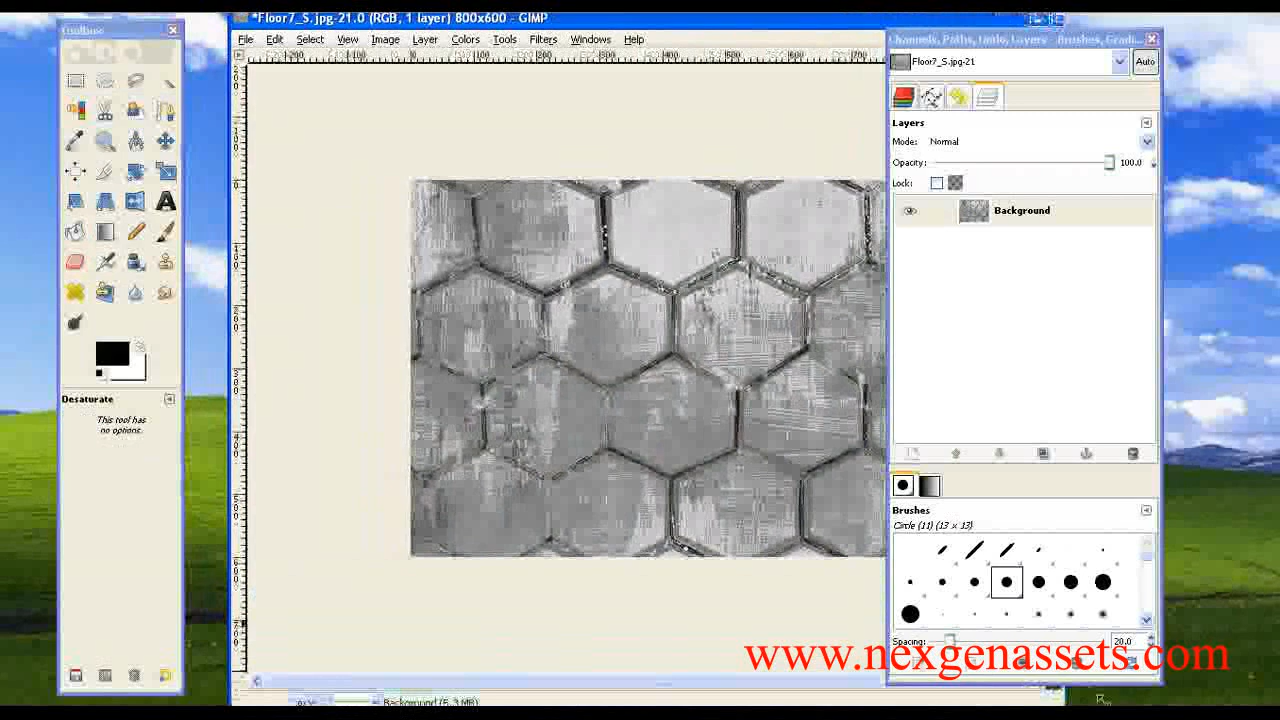 *Floor7_S.jpg-21.0 (RGB, 1 layer) 800x600 - GIMP
File Edit Select View Image Layer Colors Tools Filters Windows Help
Channels, Paths, Undo, Layers - Brushes, Gradi...
Floor7_S.jpg-21
Auto
Layers
Mode: Normal
Opacity: 100.0
Lock:
Background
Desaturate
This tool has
no options.
Brushes
Circle (11) (13 × 13)
Spacing: 20.0
www.nexgenassets.com
Background (5.3 MB)